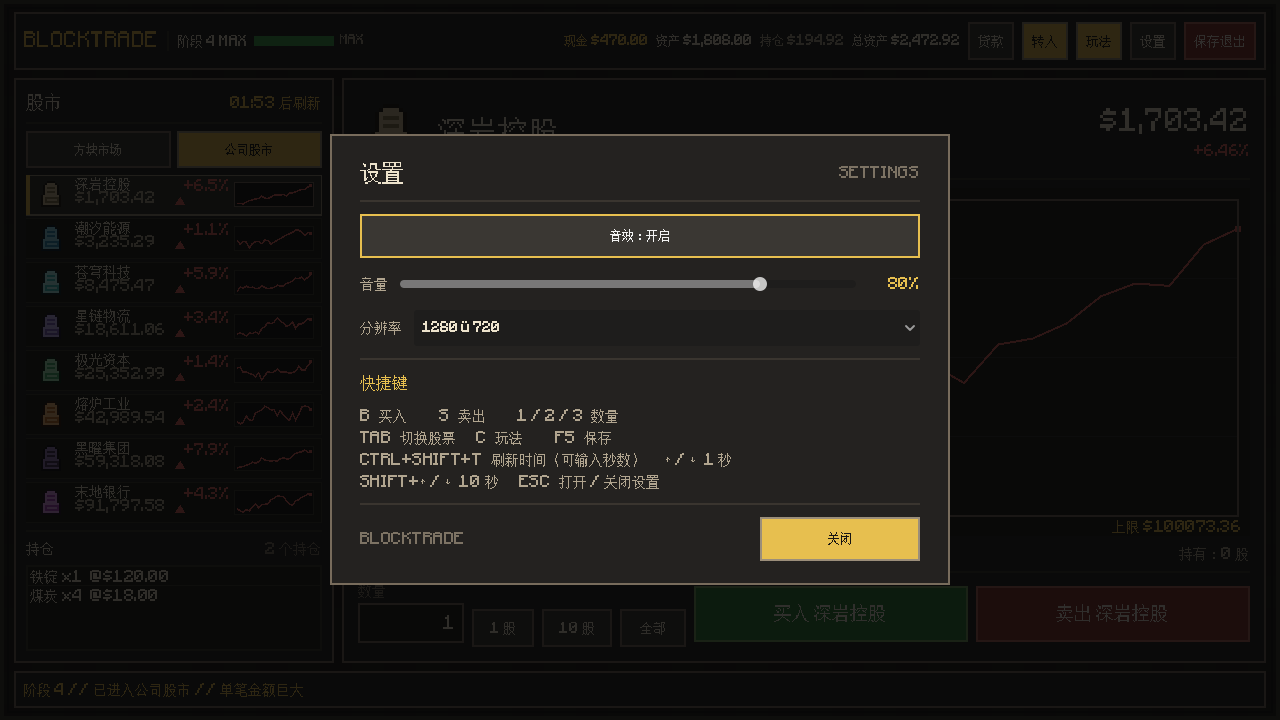 BLOCKTRADE 阶段 4 MAX MAX 现金 $470.00 资产 $1,806.00 持仓 $194.92 总资产 $2,472.92 贷款 转人 玩法 设置 保存退出
股市 01:53 后刷新
方块市场 公司股市
深岩控股 +6.5%
$1,703.42
潮汐能源 +1.1%
$3,235.29
苍穹科技 +5.9%
$8,475.47
星链物流 +3.4%
$18,611.06
极光资本 +1.4%
$25,352.99
熔炉工业 +2.4%
$42,989.54
黑曜集团 +7.9%
$59,318.08
末地银行 +4.3%
$91,797.58
持仓 2 个持仓
铁锭 x1 @$120.00
煤炭 x4 @$18.00
深岩控股 $1,703.42
+6.46%
设置 SETTINGS
音效 : 开启
音量 80%
分辨率 1280 ü 720
快捷键
B 买入 S 卖出 1 / 2 / 3 数量
TAB 切换股票 C 玩法 F5 保存
CTRL+SHIFT+T 刷新时间 (可输入秒数) ↑ / ↓ 1 秒
SHIFT+↑ / ↓ 10 秒 ESC 打开 / 关闭设置
BLOCKTRADE 关闭
上限 $100073.36
持有 : 0 股
数量
1 1 股 10 股 全部 买入 深岩控股 卖出 深岩控股
阶段 4 // 已进入公司股市 // 单笔金额巨大